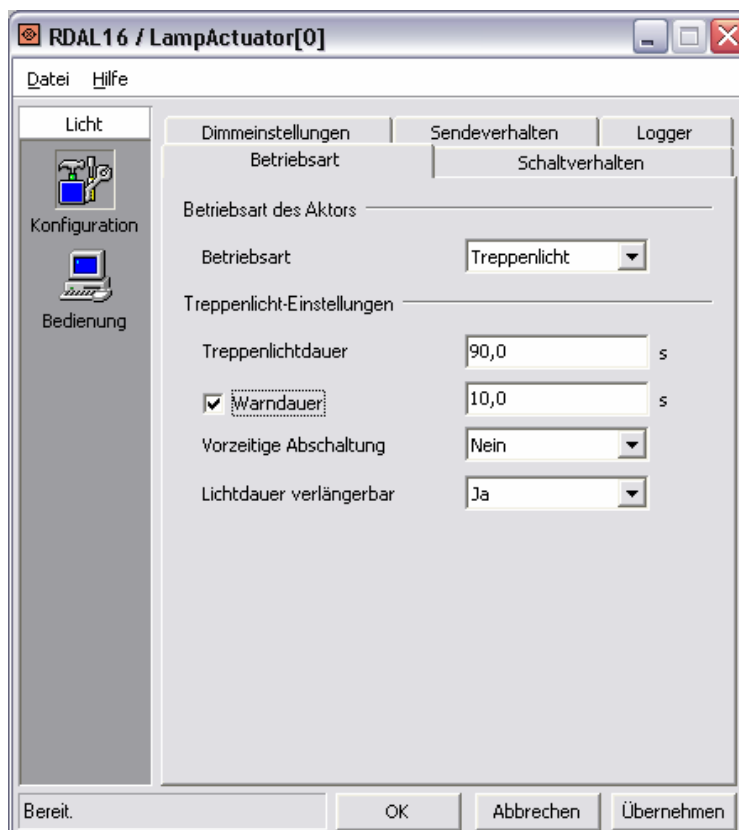 RDAL16 / LampActuator[0]
Datei Hilfe
Licht
Konfiguration
Bedienung
Dimmeinstellungen Sendeverhalten Logger
Betriebsart Schaltverhalten
Betriebsart des Aktors
Betriebsart Treppenlicht
Treppenlicht-Einstellungen
Treppenlichtdauer 90,0 s
Warndauer 10,0 s
Vorzeitige Abschaltung Nein
Lichtdauer verlängerbar Ja
Bereit. OK Abbrechen Übernehmen